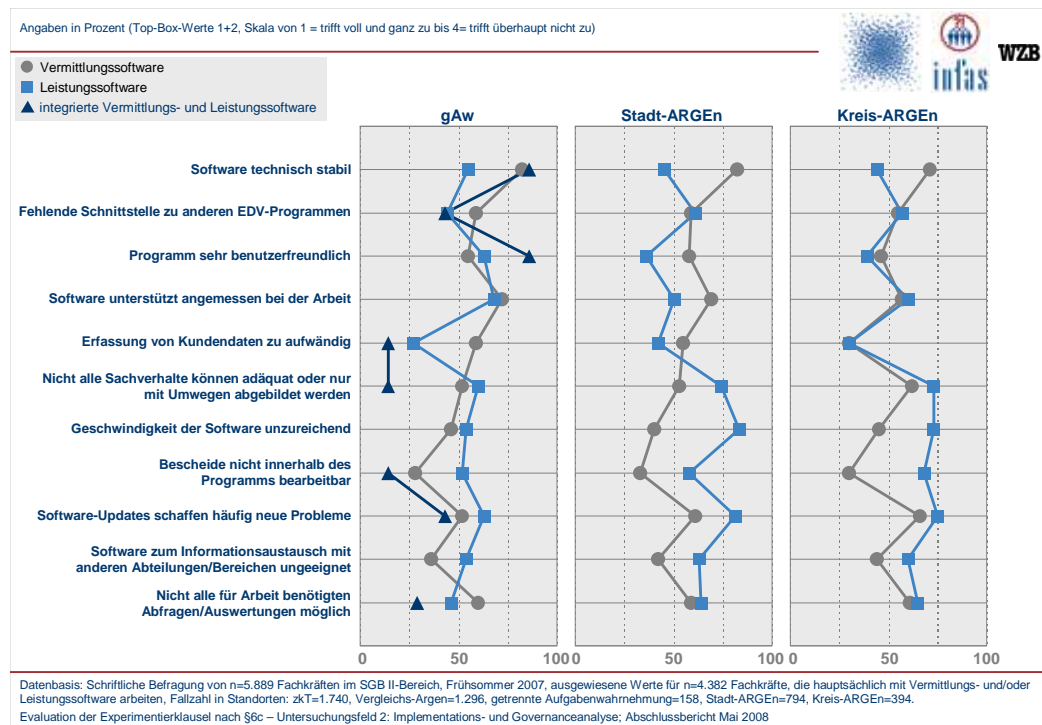 Angaben in Prozent (Top-Box-Werte 1+2, Skala von 1 = trifft voll und ganz zu bis 4= trifft überhaupt nicht zu)
infas
WZB
Vermittlungssoftware
Leistungssoftware
integrierte Vermittlungs- und Leistungssoftware
gAw
Stadt-ARGEn
Kreis-ARGEn
Software technisch stabil
Fehlende Schnittstelle zu anderen EDV-Programmen
Programm sehr benutzerfreundlich
Software unterstützt angemessen bei der Arbeit
Erfassung von Kundendaten zu aufwändig
Nicht alle Sachverhalte können adäquat oder nur
mit Umwegen abgebildet werden
Geschwindigkeit der Software unzureichend
Bescheide nicht innerhalb des
Programms bearbeitbar
Software-Updates schaffen häufig neue Probleme
Software zum Informationsaustausch mit
anderen Abteilungen/Bereichen ungeeignet
Nicht alle für Arbeit benötigten
Abfragen/Auswertungen möglich
0 50 100 0 50 100 0 50 100
Datenbasis: Schriftliche Befragung von n=5.889 Fachkräften im SGB II-Bereich, Frühsommer 2007, ausgewiesene Werte für n=4.382 Fachkräfte, die hauptsächlich mit Vermittlungs- und/oder
Leistungssoftware arbeiten, Fallzahl in Standorten: zkT=1.740, Vergleichs-Argen=1.296, getrennte Aufgabenwahrnehmung=158, Stadt-ARGEn=794, Kreis-ARGEn=394.
Evaluation der Experimentierklausel nach §6c – Untersuchungsfeld 2: Implementations- und Governanceanalyse; Abschlussbericht Mai 2008